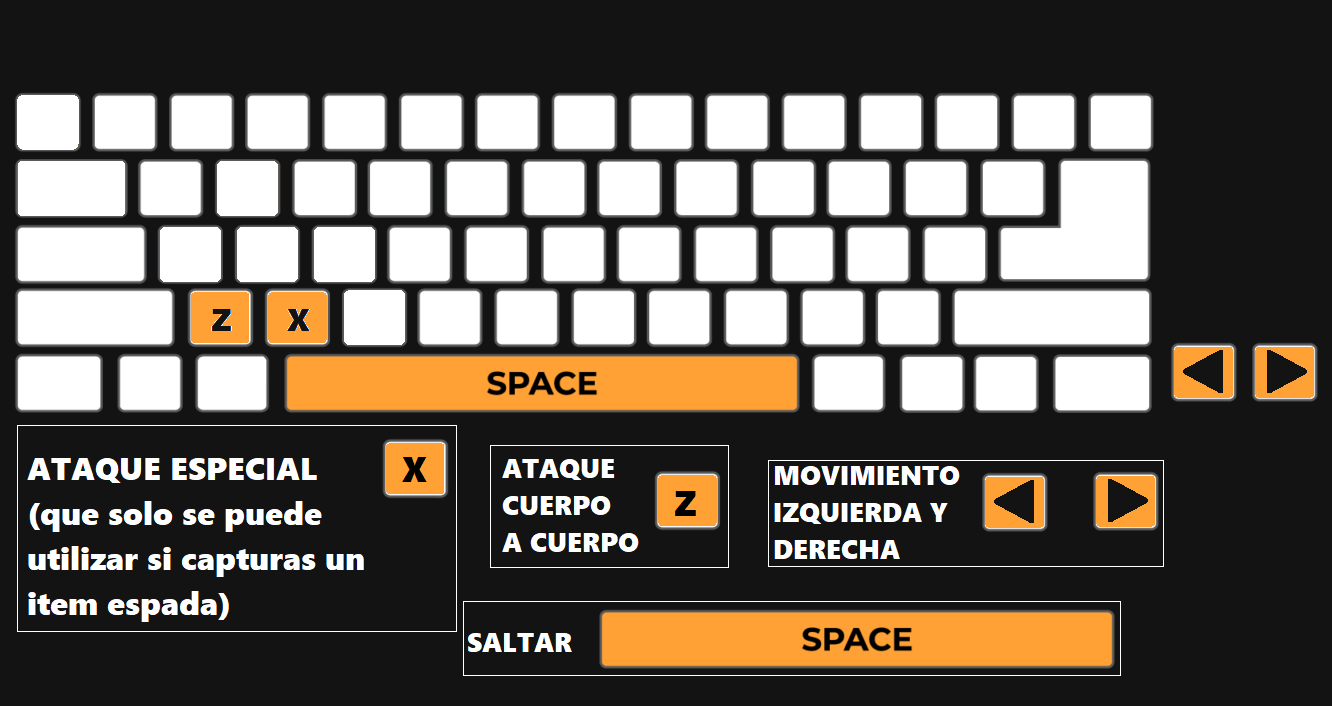 Z X
SPACE
ATAQUE ESPECIAL X
(que solo se puede
utilizar si capturas un
item espada)
ATAQUE
CUERPO
A CUERPO
Z
MOVIMIENTO
IZQUIERDA Y
DERECHA
SALTAR SPACE